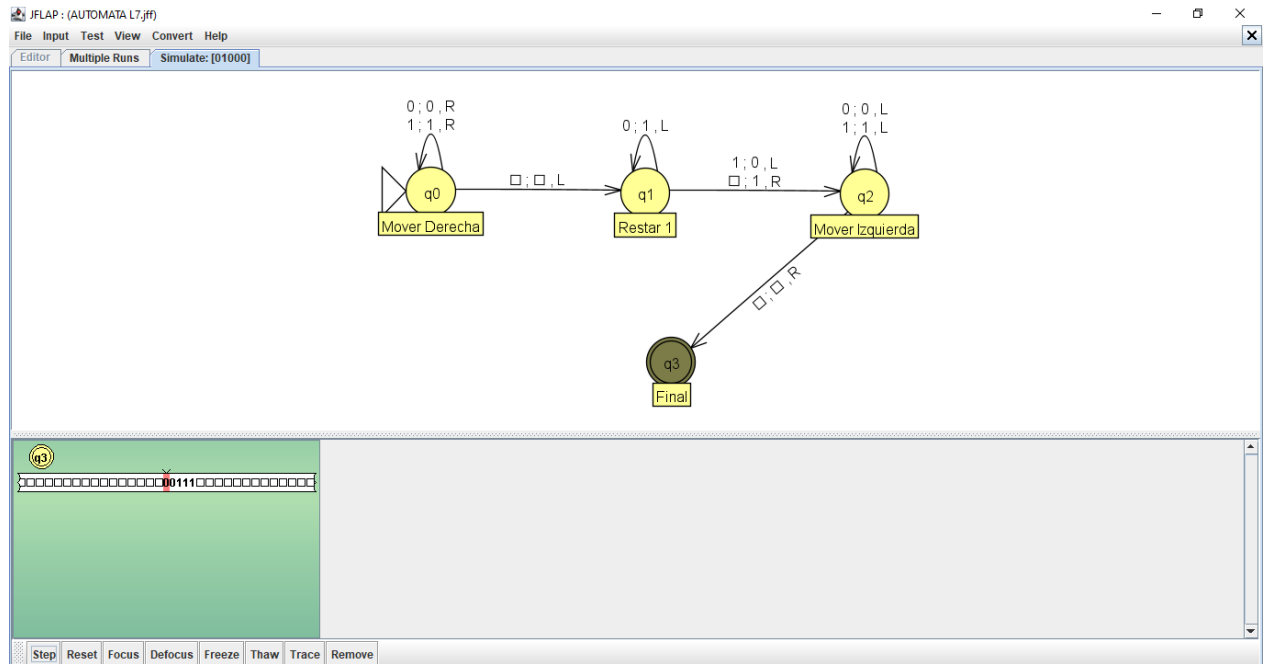 JFLAP : (AUTOMATA L7.jff)
File Input Test View Convert Help
Editor Multiple Runs Simulate: [01000]
0 ; 0 , R
1 ; 1 , R
0 ; 1 , L
0 ; 0 , L
1 ; 1 , L
□ ; □ , L
1 ; 0 , L
□ ; 1 , R
q0
q1
q2
Mover Derecha
Restar 1
Mover Izquierda
□ ; □ , R
q3
Final
q3
□□□□□□□□□□□□□□□□00111□□□□□□□□□□□□□
Step Reset Focus Defocus Freeze Thaw Trace Remove